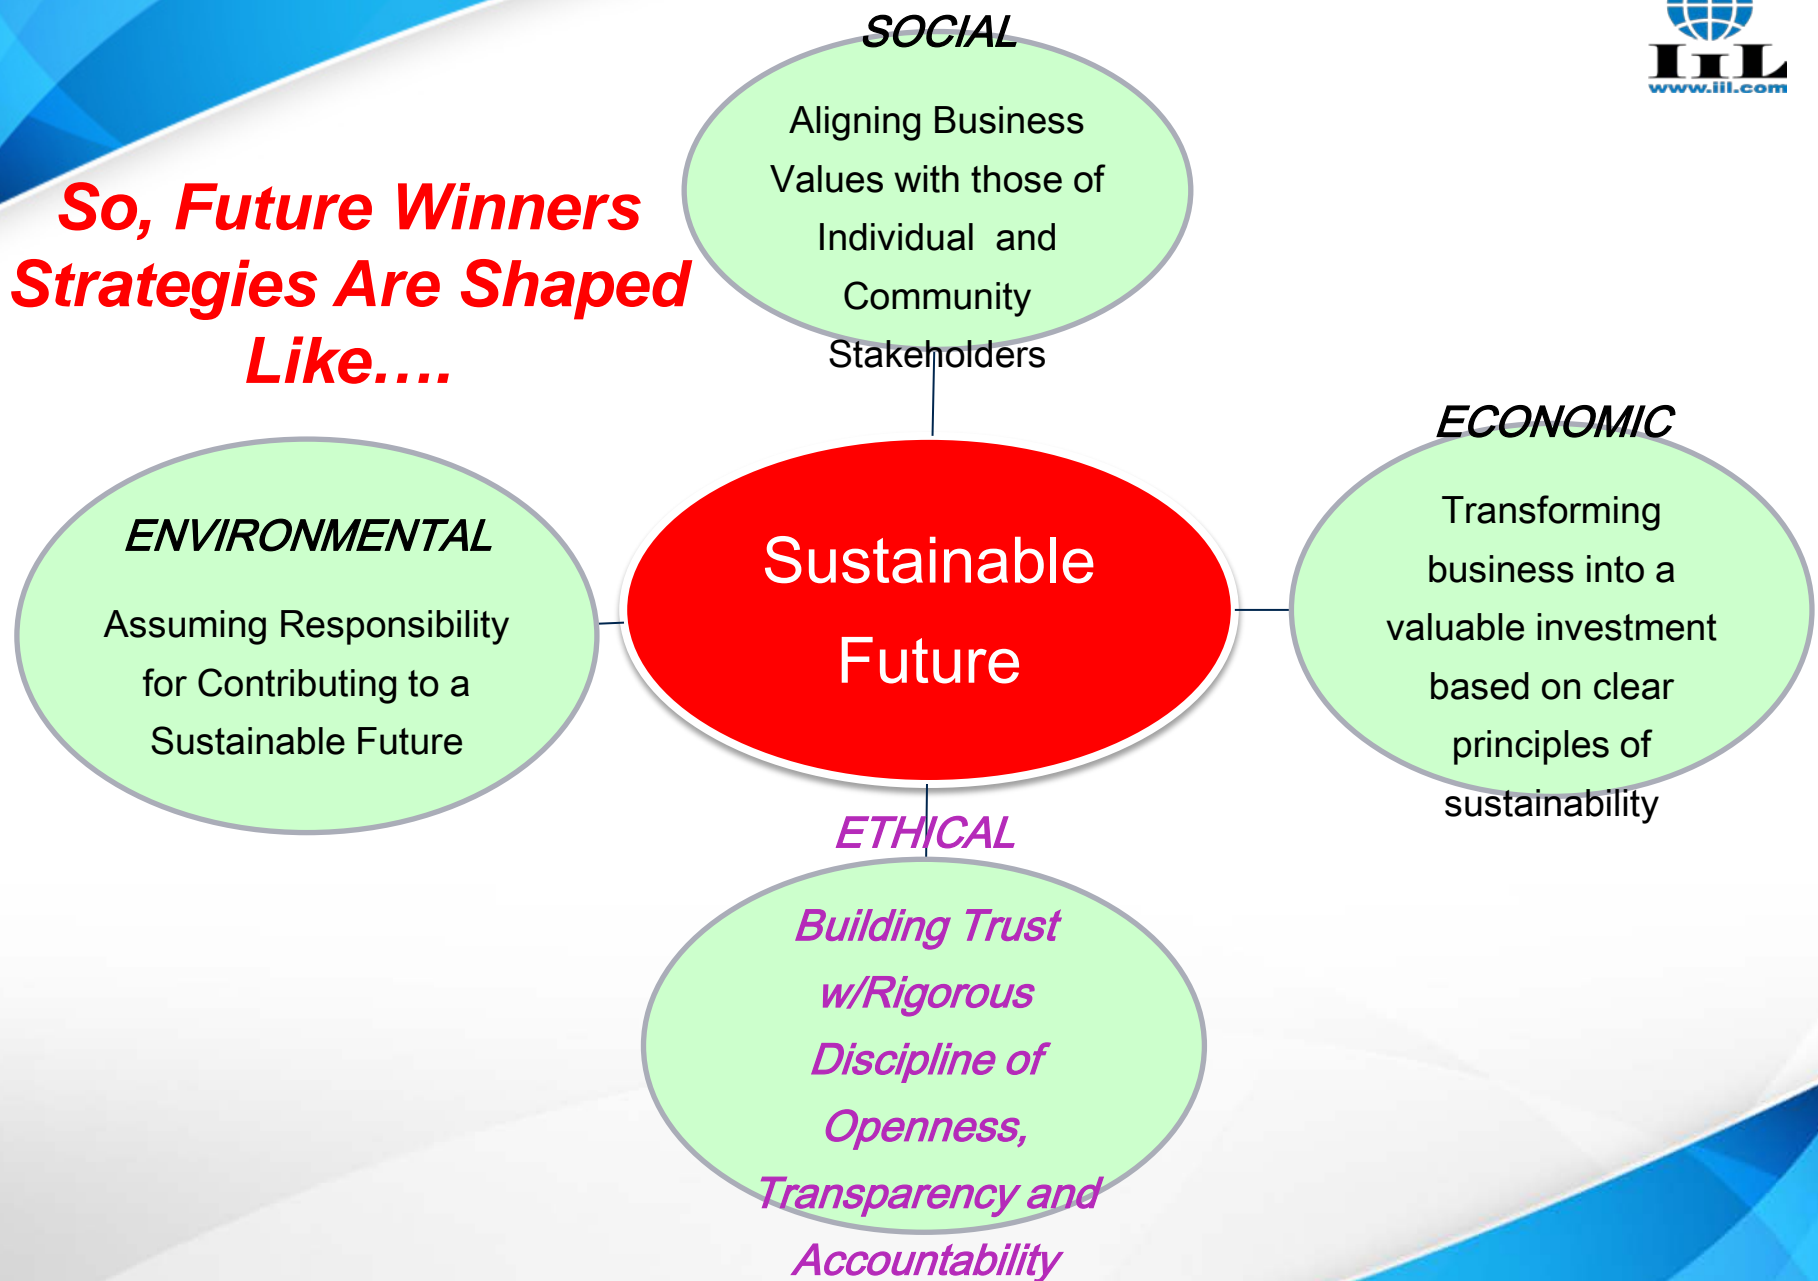 SOCIAL
Aligning Business
Values with those of
Individual and
Community
Stakeholders
IIL
www.iil.com
So, Future Winners
Strategies Are Shaped
Like....
ENVIRONMENTAL
Assuming Responsibility
for Contributing to a
Sustainable Future
Sustainable
Future
ECONOMIC
Transforming
business into a
valuable investment
based on clear
principles of
sustainability
ETHICAL
Building Trust
w/Rigorous
Discipline of
Openness,
Transparency and
Accountability